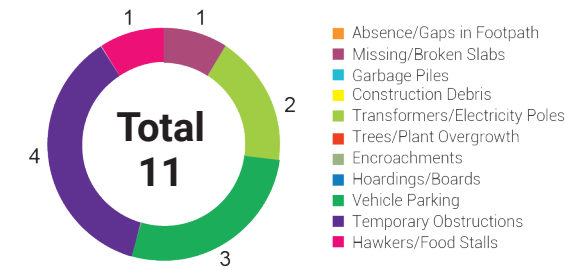 1
1
2
3
4
Total
11
Absence/Gaps in Footpath
Missing/Broken Slabs
Garbage Piles
Construction Debris
Transformers/Electricity Poles
Trees/Plant Overgrowth
Encroachments
Hoardings/Boards
Vehicle Parking
Temporary Obstructions
Hawkers/Food Stalls